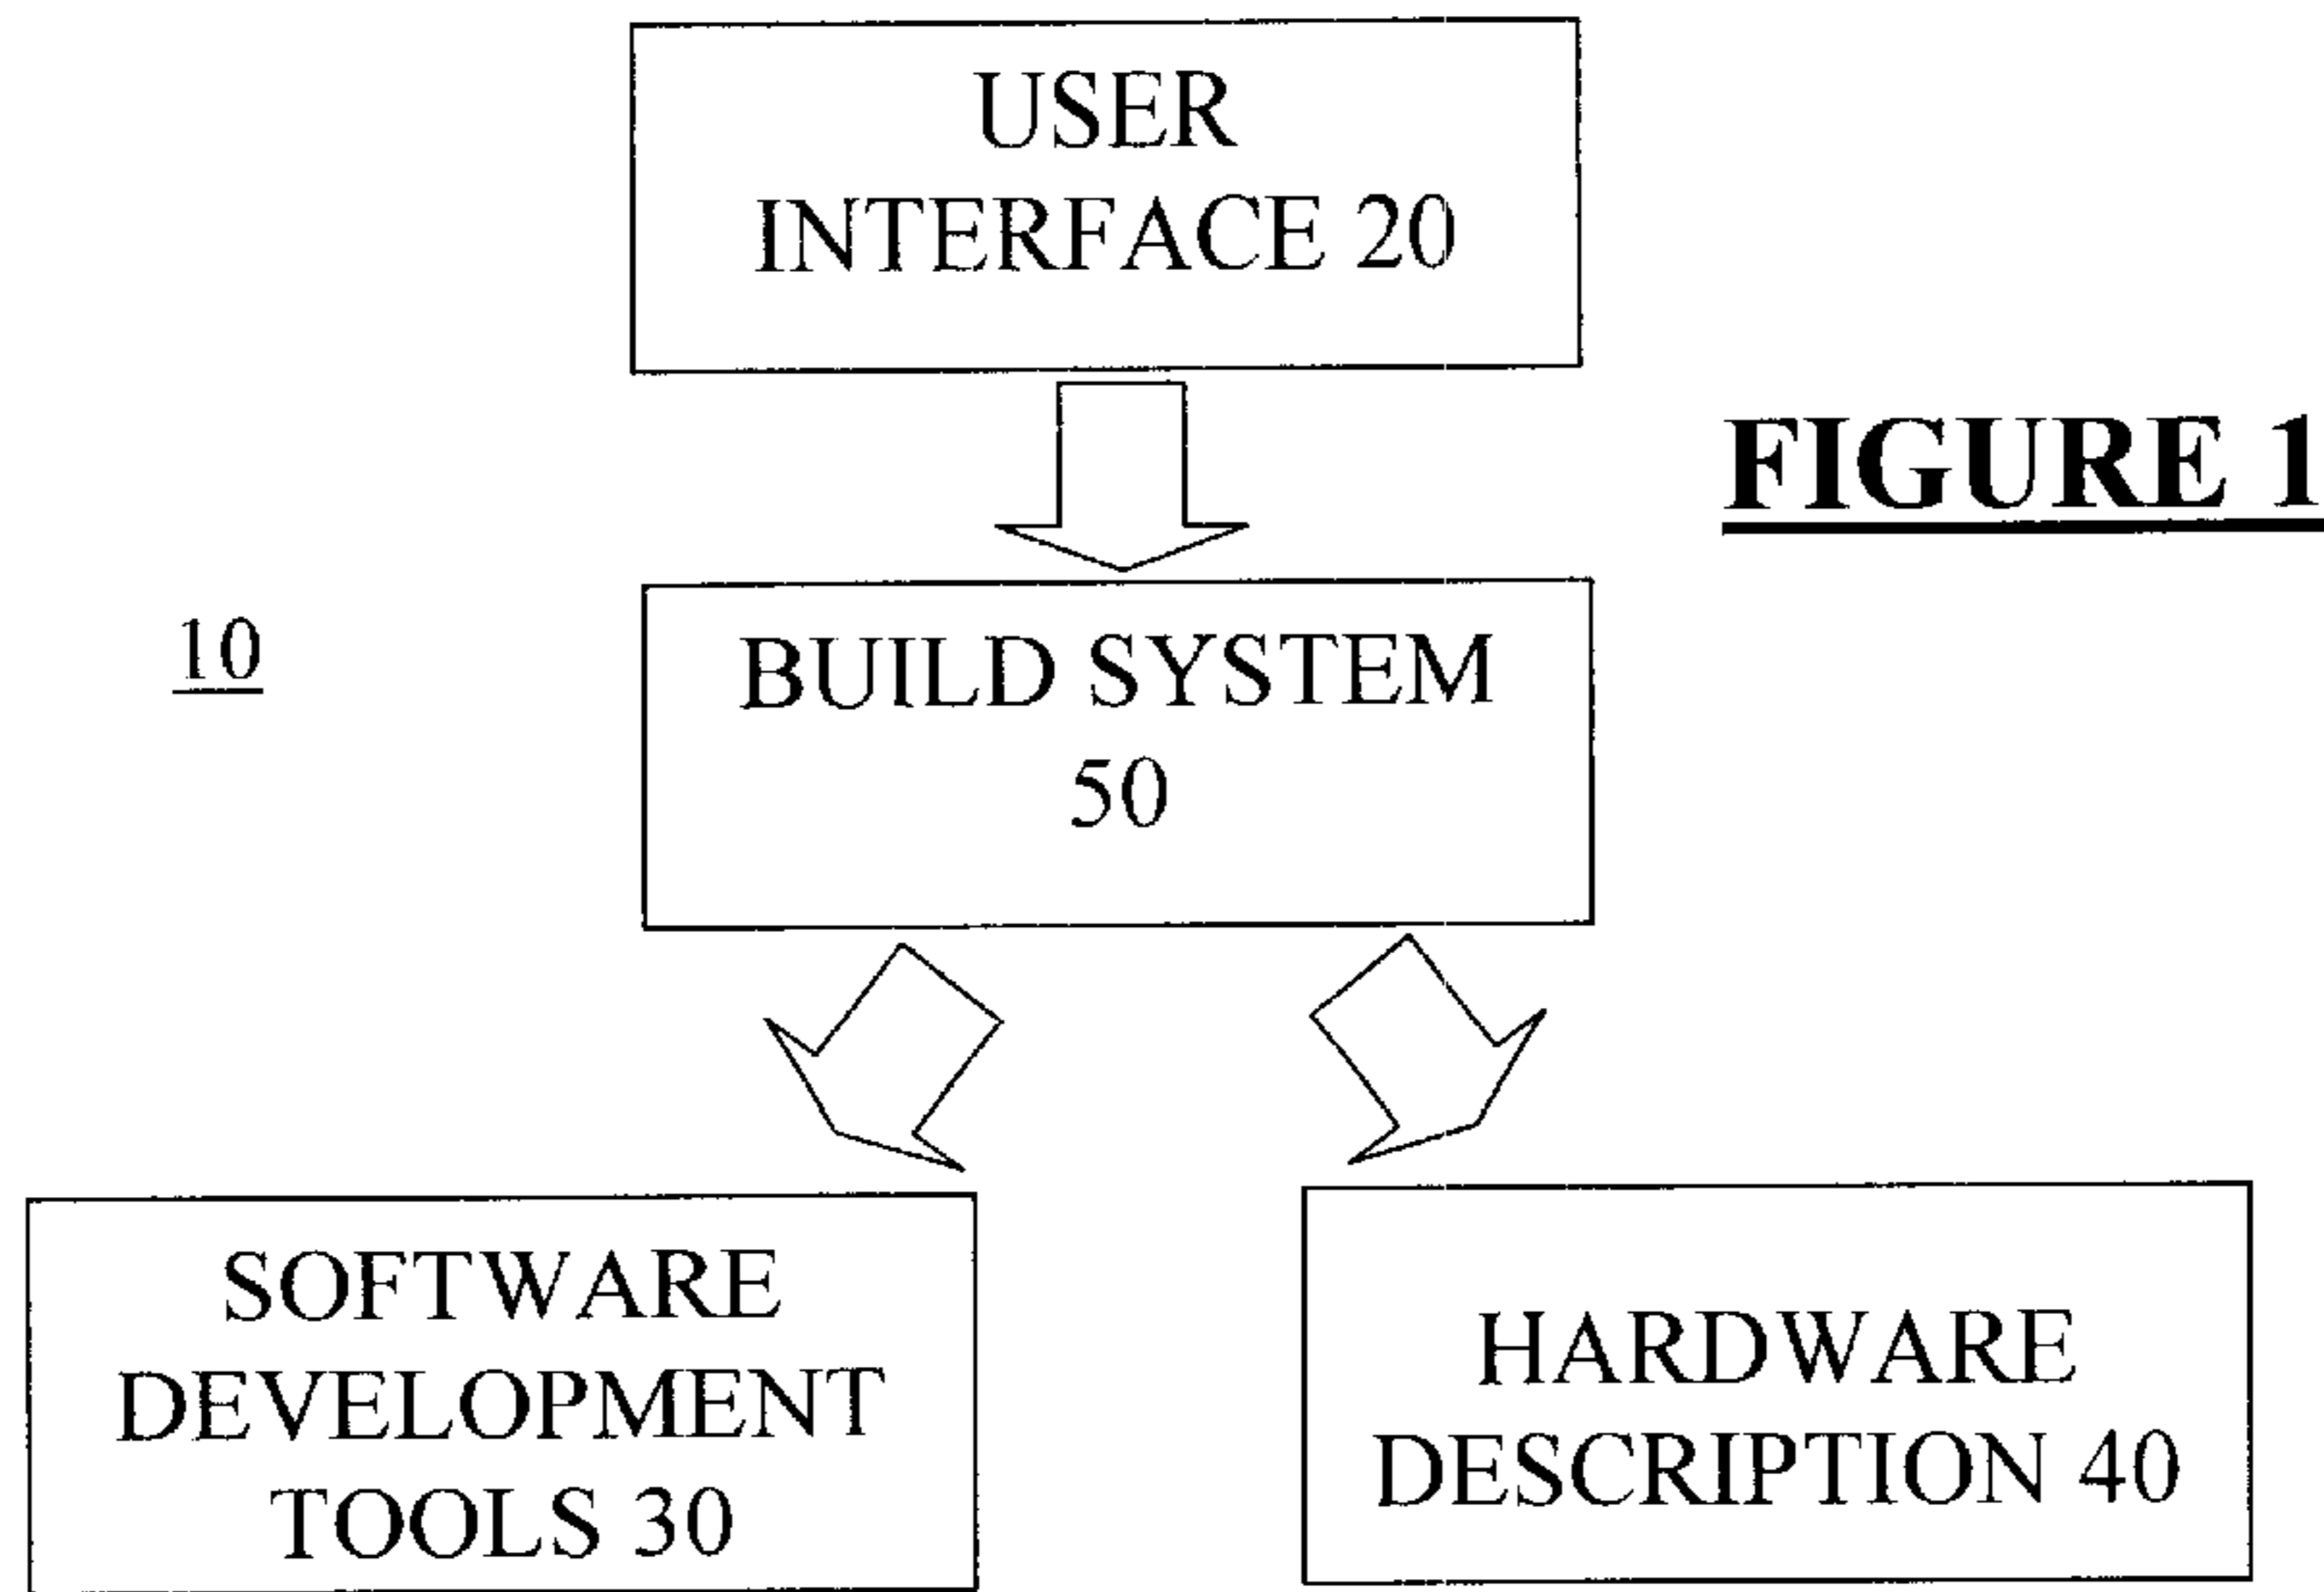 USER
INTERFACE 20
FIGURE 1
10
BUILD SYSTEM
50
SOFTWARE
DEVELOPMENT
TOOLS 30
HARDWARE
DESCRIPTION 40